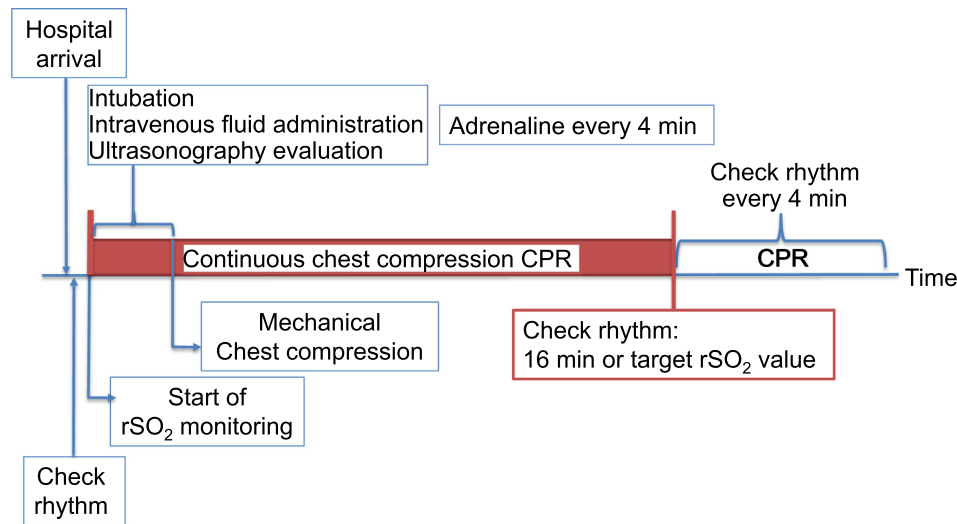 Hospital
arrival
Intubation
Intravenous fluid administration
Ultrasonography evaluation
Adrenaline every 4 min
Check rhythm
every 4 min
Continuous chest compression CPR
CPR
Time
Mechanical
Chest compression
Check rhythm:
16 min or target rSO₂ value
Start of
rSO₂ monitoring
Check
rhythm